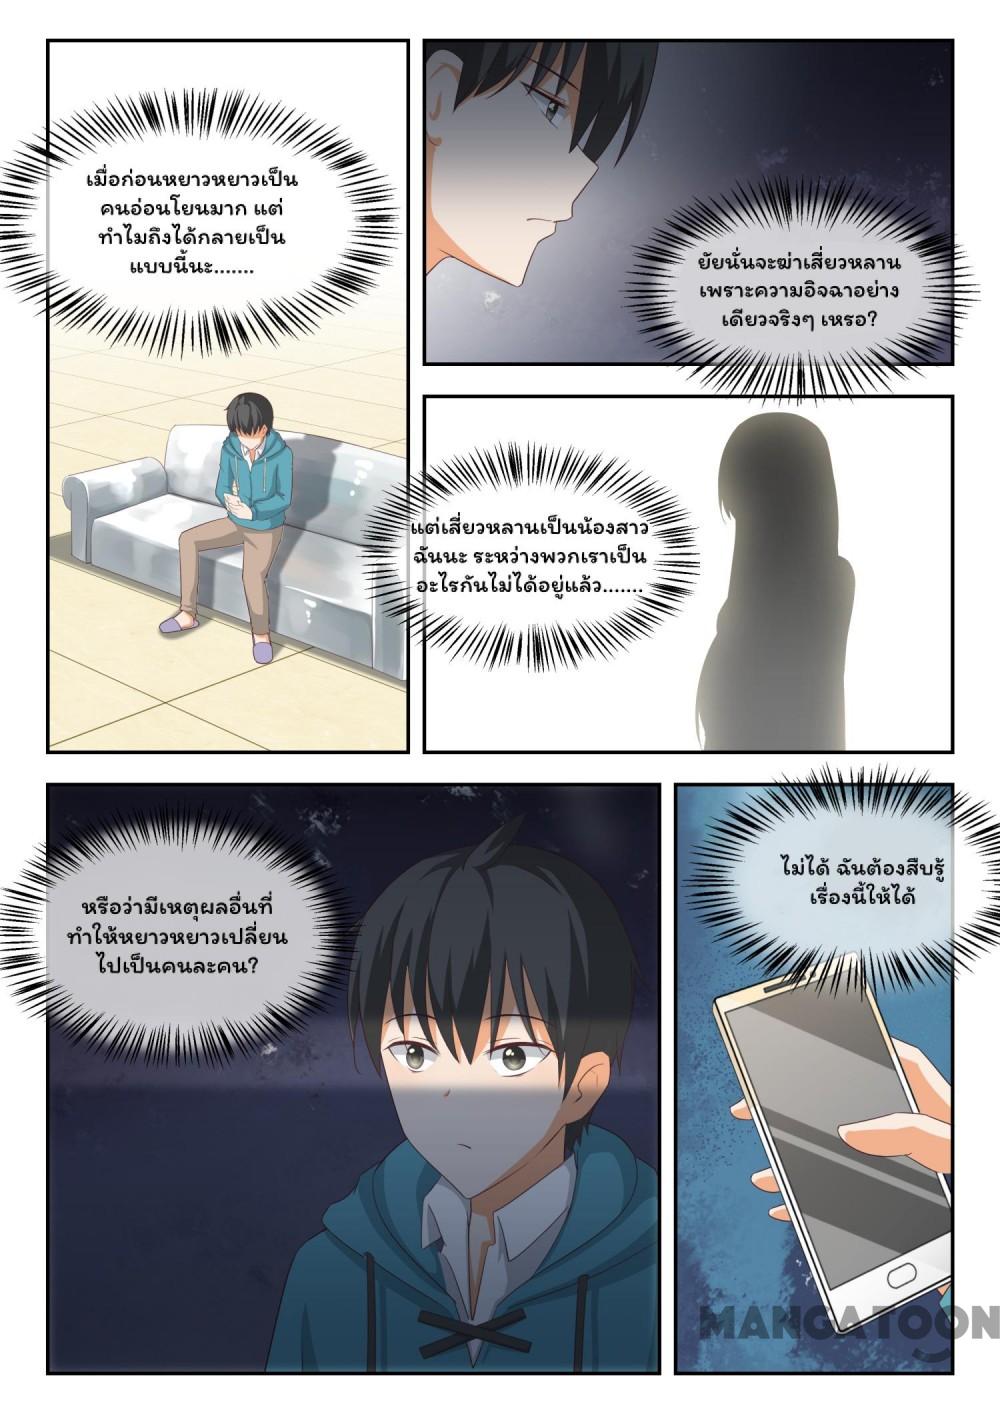 เมื่อก่อนหยาวหยาวเป็น
คนอ่อนโยนมาก แต่
ทำไมถึงได้กลายเป็น
แบบนี้นะ.......
ยัยนั่นจะฆ่าเสี่ยวหลาน
เพราะความอิจฉาอย่าง
เดียวจริงๆ เหรอ?
แต่เสี่ยวหลานเป็นน้องสาว
ฉันนะ ระหว่างพวกเราเป็น
อะไรกันไม่ได้อยู่แล้ว.......
หรือว่ามีเหตุผลอื่นที่
ทำให้หยาวหยาวเปลี่ยน
ไปเป็นคนละคน?
ไม่ได้ ฉันต้องสืบรู้
เรื่องนี้ให้ได้
MANGATOON